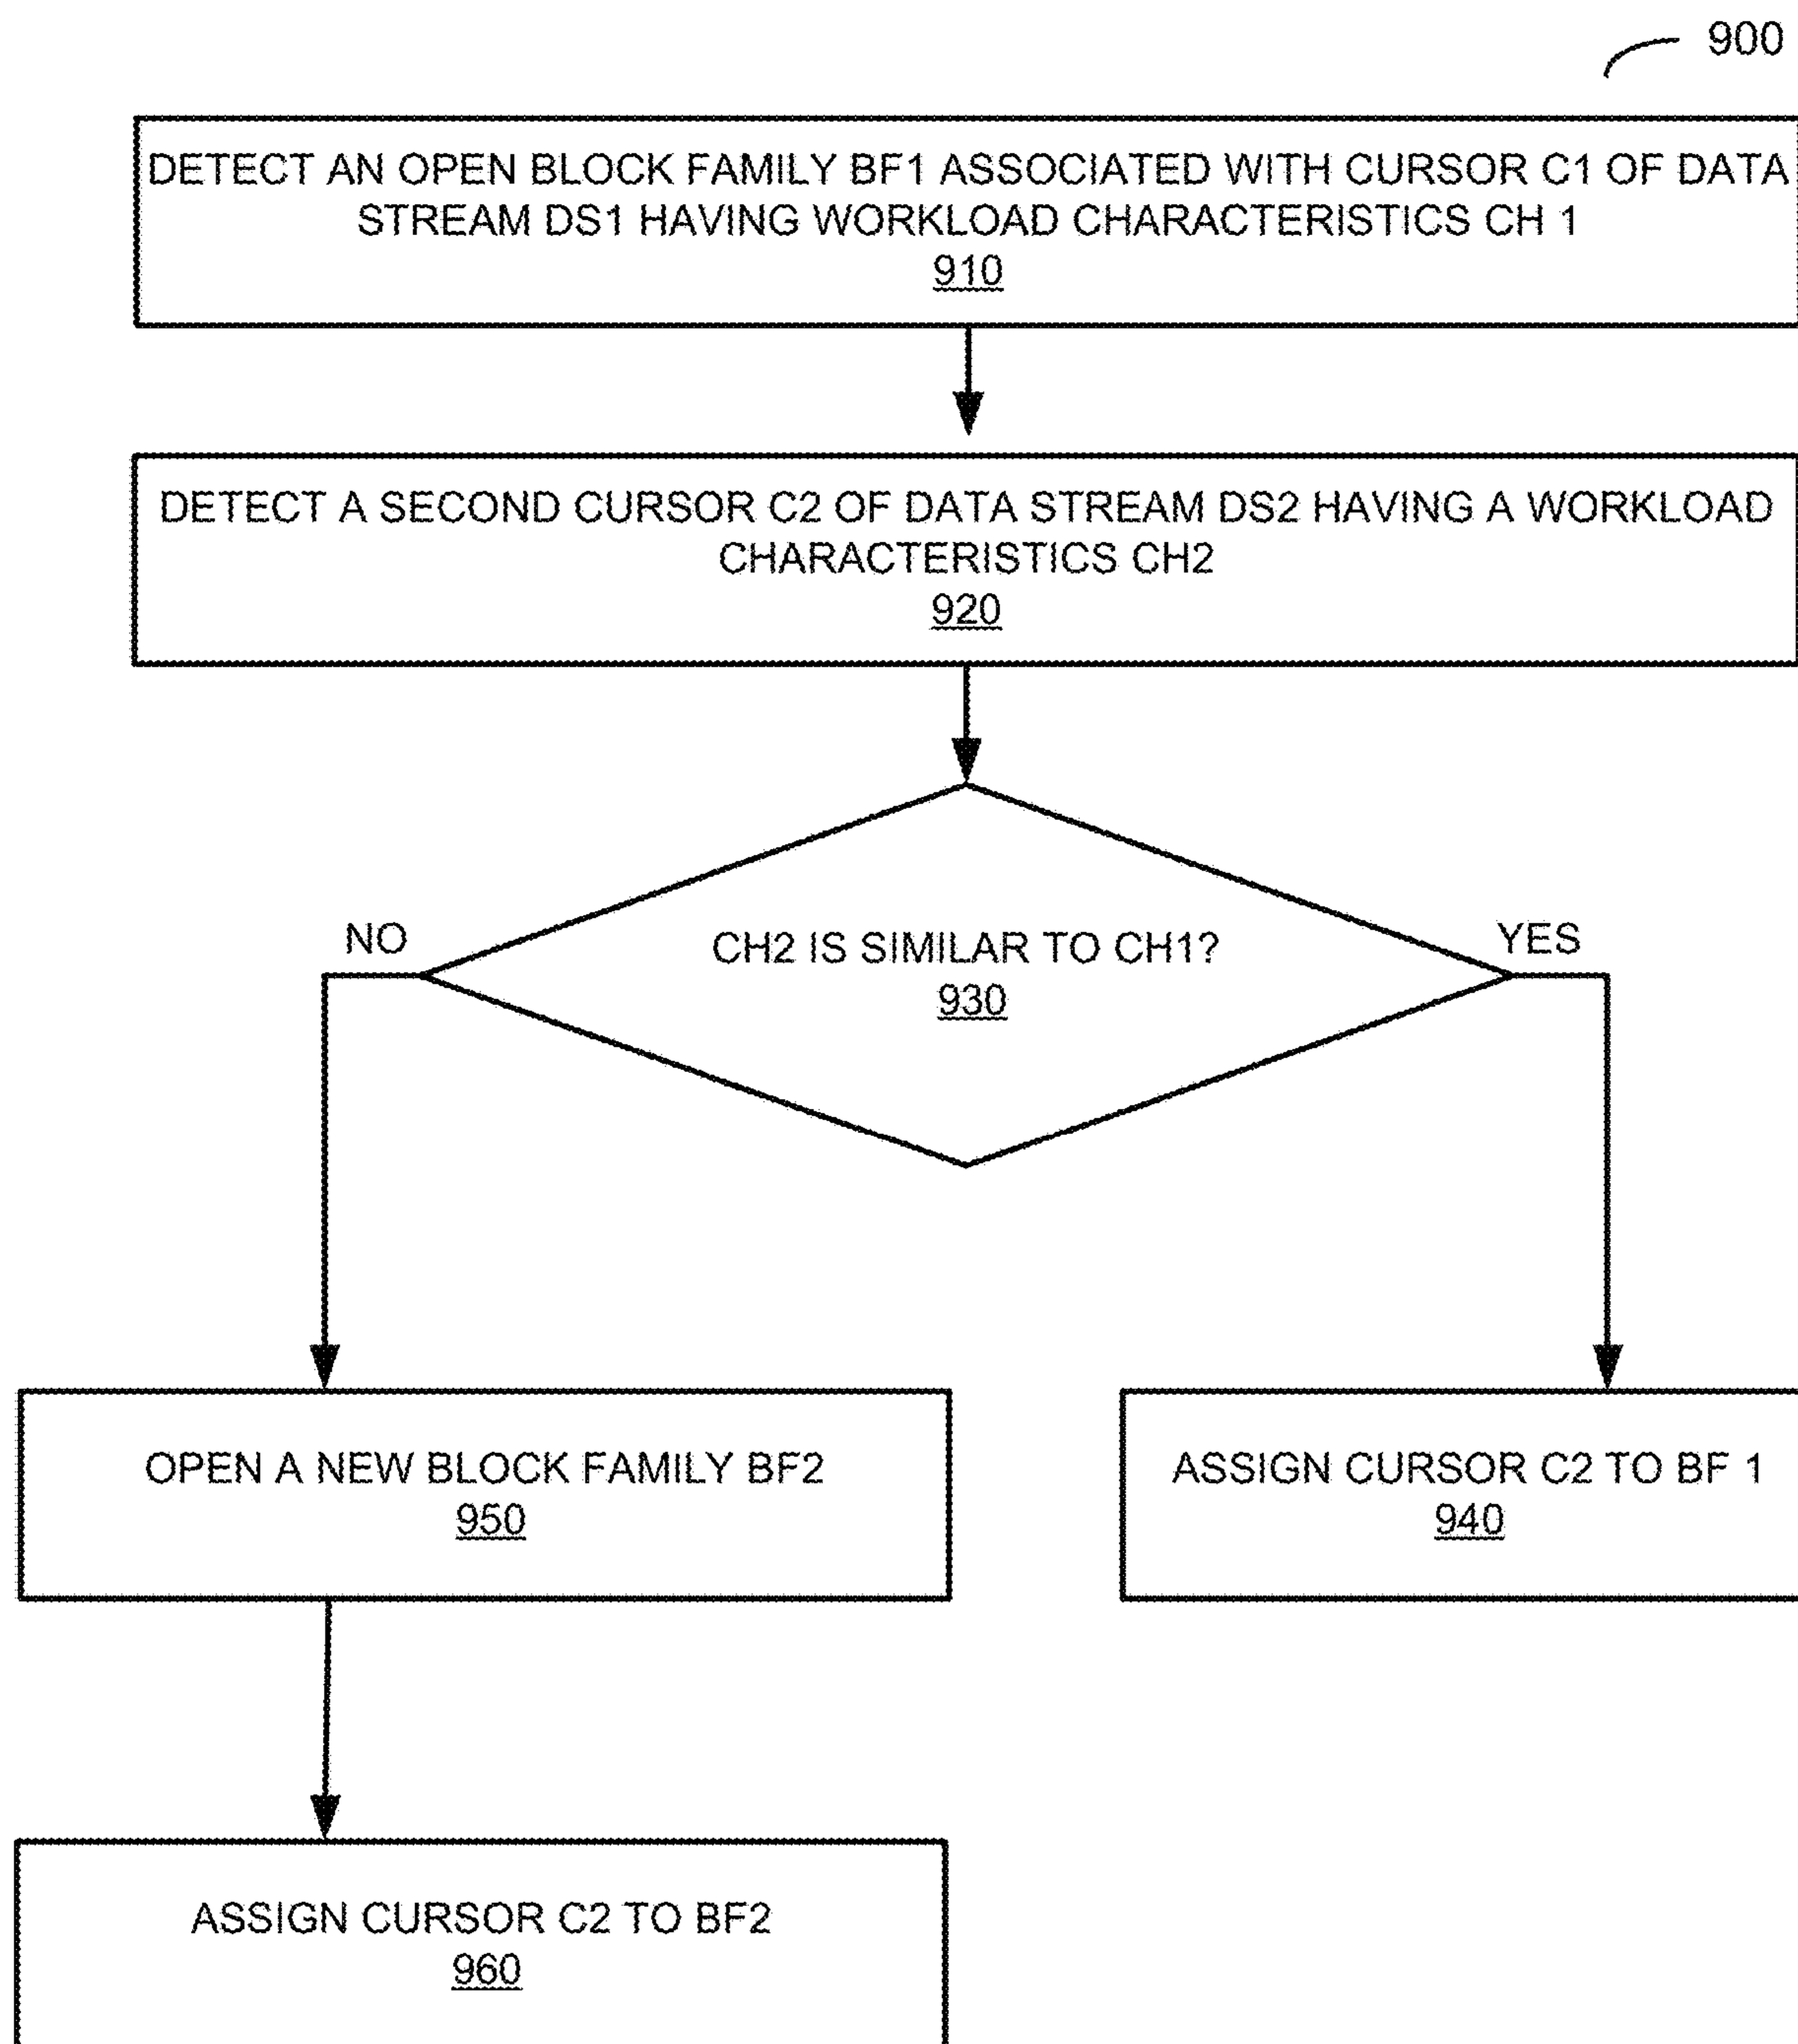 900
DETECT AN OPEN BLOCK FAMILY BF1 ASSOCIATED WITH CURSOR C1 OF DATA
STREAM DS1 HAVING WORKLOAD CHARACTERISTICS CH 1
910
DETECT A SECOND CURSOR C2 OF DATA STREAM DS2 HAVING A WORKLOAD
CHARACTERISTICS CH2
920
NO
CH2 IS SIMILAR TO CH1?
930
YES
OPEN A NEW BLOCK FAMILY BF2
950
ASSIGN CURSOR C2 TO BF 1
940
ASSIGN CURSOR C2 TO BF2
960